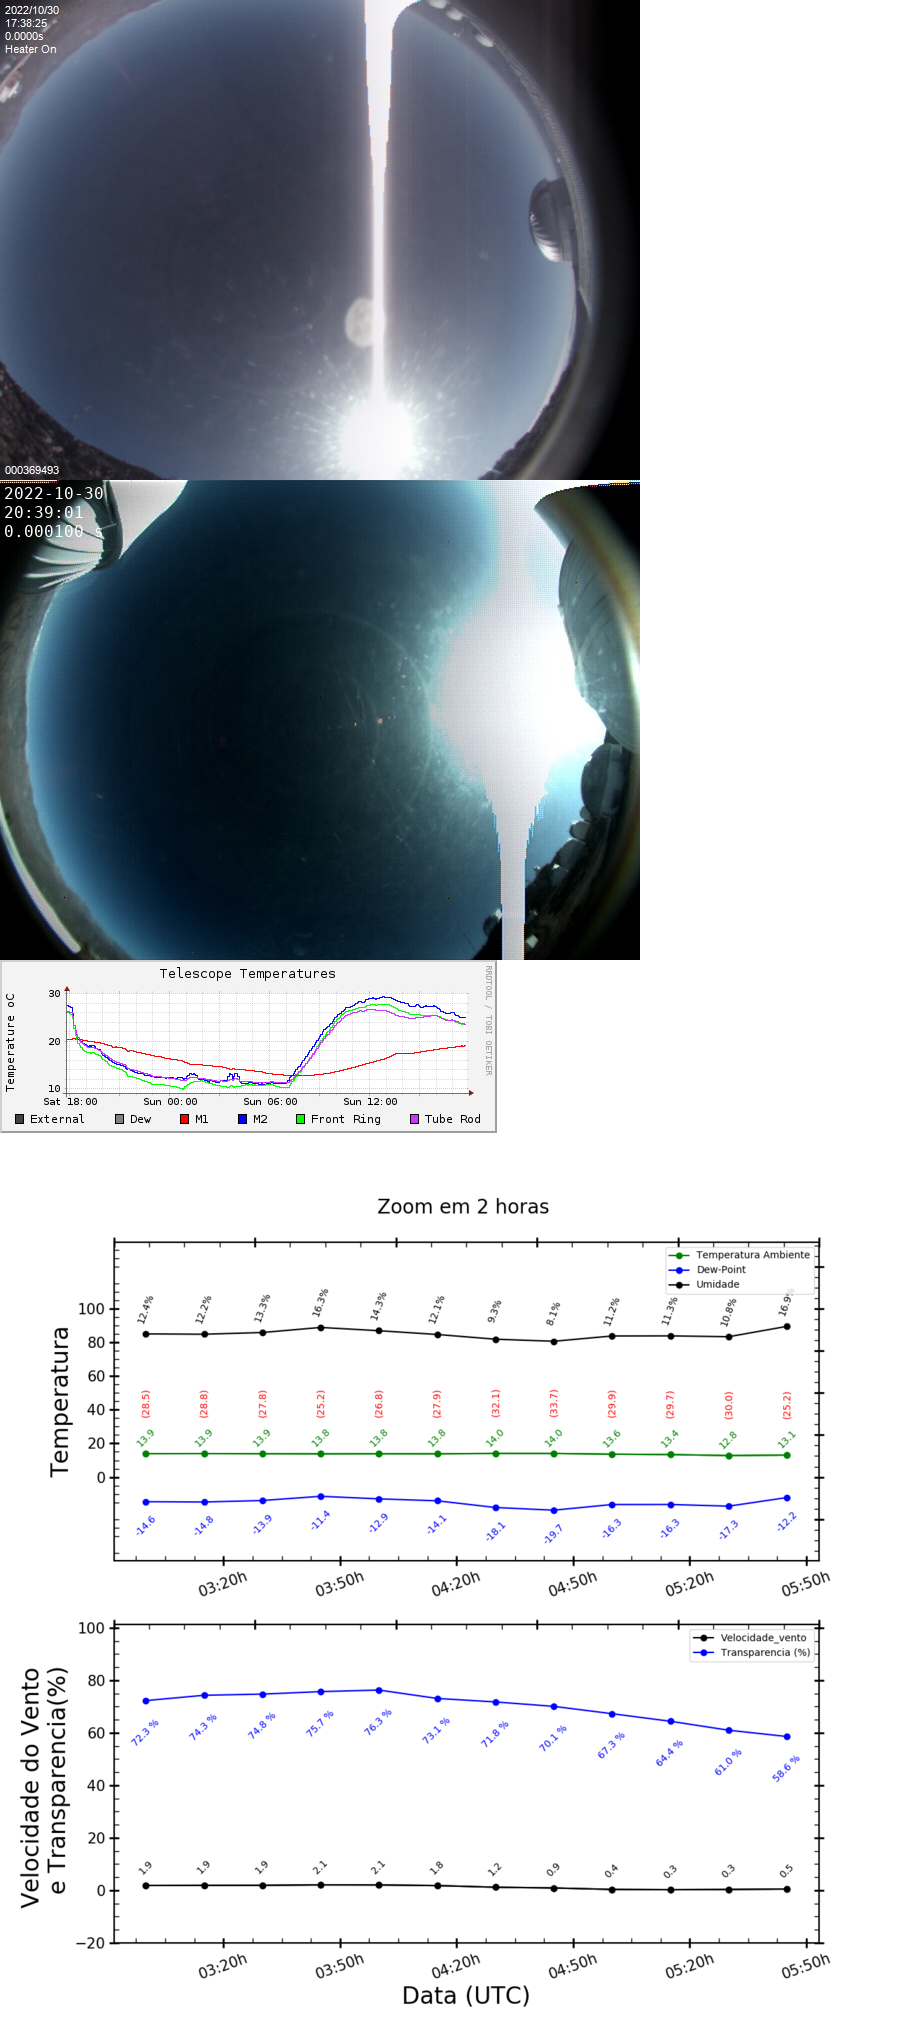 2022/10/30
17:38:25
0.0000s
Heater On
000369493
2022-10-30
20:39:01
0.000100 s
Telescope Temperatures
RRDTOOL / TOBI OETIKER
Temperature oC
30
20
10
Sat 18:00 Sun 00:00 Sun 06:00 Sun 12:00
External Dew M1 M2 Front Ring Tube Rod
Zoom em 2 horas
Temperatura Ambiente
Dew-Point
Umidade
Temperatura
100
80
60
40
20
0
12.4% 12.2% 13.3% 16.3% 14.3% 12.1% 9.3% 8.1% 11.2% 11.3% 10.8% 16.9%
(28.5) (28.8) (27.8) (25.2) (26.8) (27.9) (32.1) (33.7) (29.9) (29.7) (30.0) (25.2)
13.9 13.9 13.9 13.8 13.8 13.8 14.0 14.0 13.6 13.4 12.8 13.1
-14.6 -14.8 -13.9 -11.4 -12.9 -14.1 -18.1 -19.7 -16.3 -16.3 -17.3 -12.2
03:20h 03:50h 04:20h 04:50h 05:20h 05:50h
Velocidade_vento
Transparencia (%)
Velocidade do Vento
e Transparencia(%)
100
80
60
40
20
0
−20
72.3 % 74.3 % 74.8 % 75.7 % 76.3 % 73.1 % 71.8 % 70.1 % 67.3 % 64.4 % 61.0 % 58.6 %
1.9 1.9 1.9 2.1 2.1 1.8 1.2 0.9 0.4 0.3 0.3 0.5
03:20h 03:50h 04:20h 04:50h 05:20h 05:50h
Data (UTC)